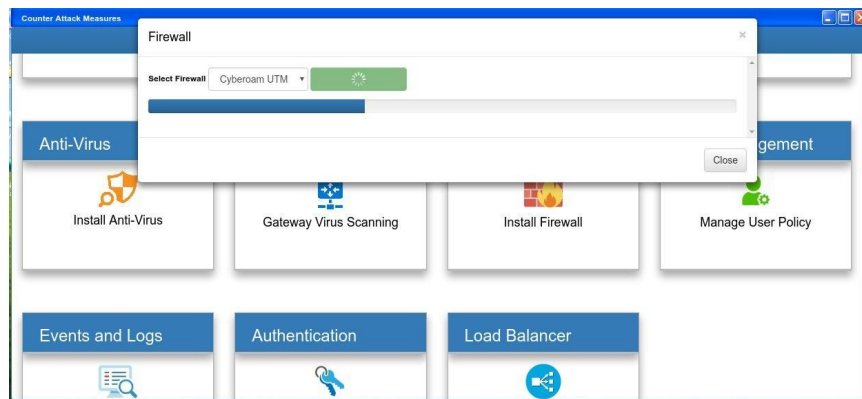 Counter Attack Measures
Firewall
×
Select Firewall Cyberoam UTM
Close
Anti-Virus
gement
Install Anti-Virus
Gateway Virus Scanning
Install Firewall
Manage User Policy
Events and Logs
Authentication
Load Balancer